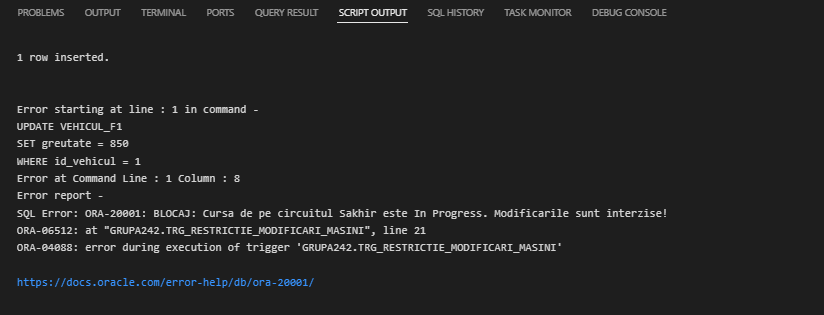 PROBLEMS OUTPUT TERMINAL PORTS QUERY RESULT SCRIPT OUTPUT SQL HISTORY TASK MONITOR DEBUG CONSOLE
1 row inserted.
Error starting at line : 1 in command -
UPDATE VEHICUL_F1
SET greutate = 850
WHERE id_vehicul = 1
Error at Command Line : 1 Column : 8
Error report -
SQL Error: ORA-20001: BLOCAJ: Cursa de pe circuitul Sakhir este In Progress. Modificarile sunt interzise!
ORA-06512: at "GRUPA242.TRG_RESTRICTIE_MODIFICARI_MASINI", line 21
ORA-04088: error during execution of trigger 'GRUPA242.TRG_RESTRICTIE_MODIFICARI_MASINI'
https://docs.oracle.com/error-help/db/ora-20001/